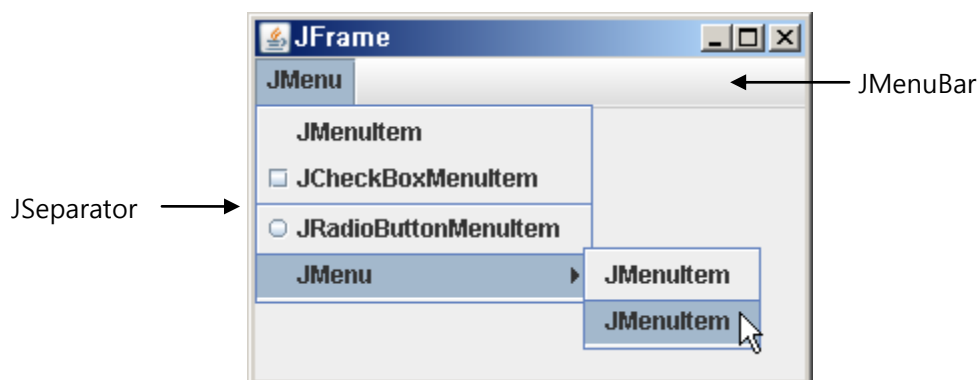 JFrame
JMenu
JMenuBar
JMenuItem
JCheckBoxMenuItem
JSeparator
JRadioButtonMenuItem
JMenu
JMenuItem
JMenuItem